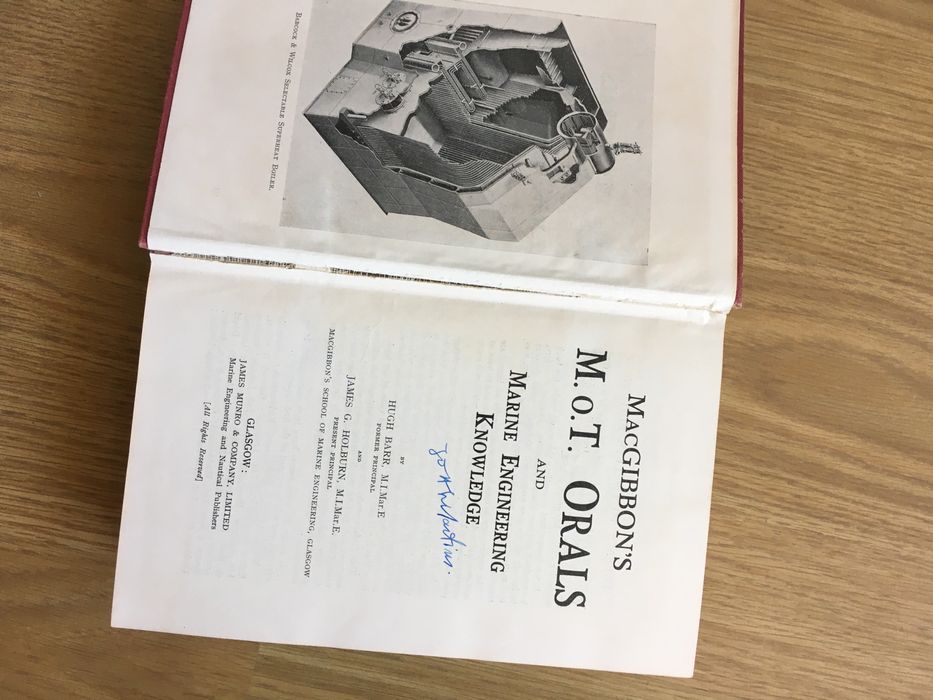 BABCOCK & WILCOX SELECTABLE SUPERHEAT BOILER.
MACGIBBON'S
M.o.T. ORALS
AND
MARINE ENGINEERING
KNOWLEDGE
BY
HUGH BARR, M.I.Mar.E
FORMER PRINCIPAL
AND
JAMES G. HOLBURN, M.I.Mar.E.
PRESENT PRINCIPAL
MACGIBBON'S SCHOOL OF MARINE ENGINEERING, GLASGOW
GLASGOW:
JAMES MUNRO & COMPANY, LIMITED
Marine Engineering and Nautical Publishers
[All Rights Reserved]